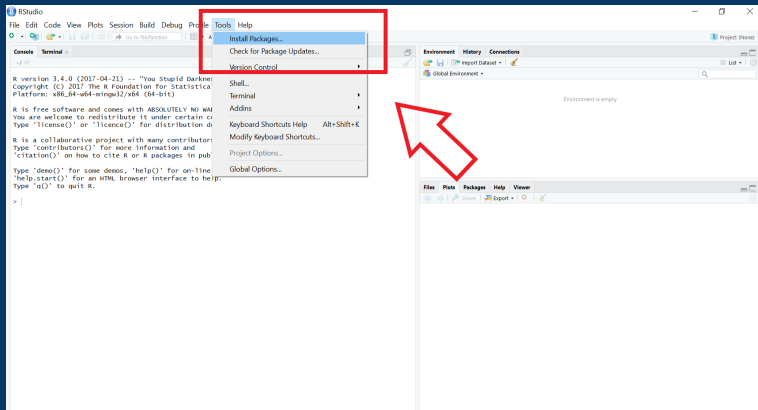 RStudio
File Edit Code View Plots Session Build Debug Profile Tools Help
Go to file/function
Project: (None)
Install Packages...
Check for Package Updates...
Version Control
Shell...
Terminal
Addins
Keyboard Shortcuts Help Alt+Shift+K
Modify Keyboard Shortcuts...
Project Options...
Global Options...
Console Terminal
R version 3.4.0 (2017-04-21) -- "You Stupid Darkne
Copyright (C) 2017 The R Foundation for Statistica
Platform: x86_64-w64-mingw32/x64 (64-bit)
R is free software and comes with ABSOLUTELY NO WA
You are welcome to redistribute it under certain c
Type 'license()' or 'licence()' for distribution d
R is a collaborative project with many contributors
Type 'contributors()' for more information and
'citation()' on how to cite R or R packages in pub
Type 'demo()' for some demos, 'help()' for on-line
'help.start()' for an HTML browser interface to help.
Type 'q()' to quit R.
>
Environment History Connections
Import Dataset
List
Global Environment
Environment is empty
Files Plots Packages Help Viewer
Zoom Export